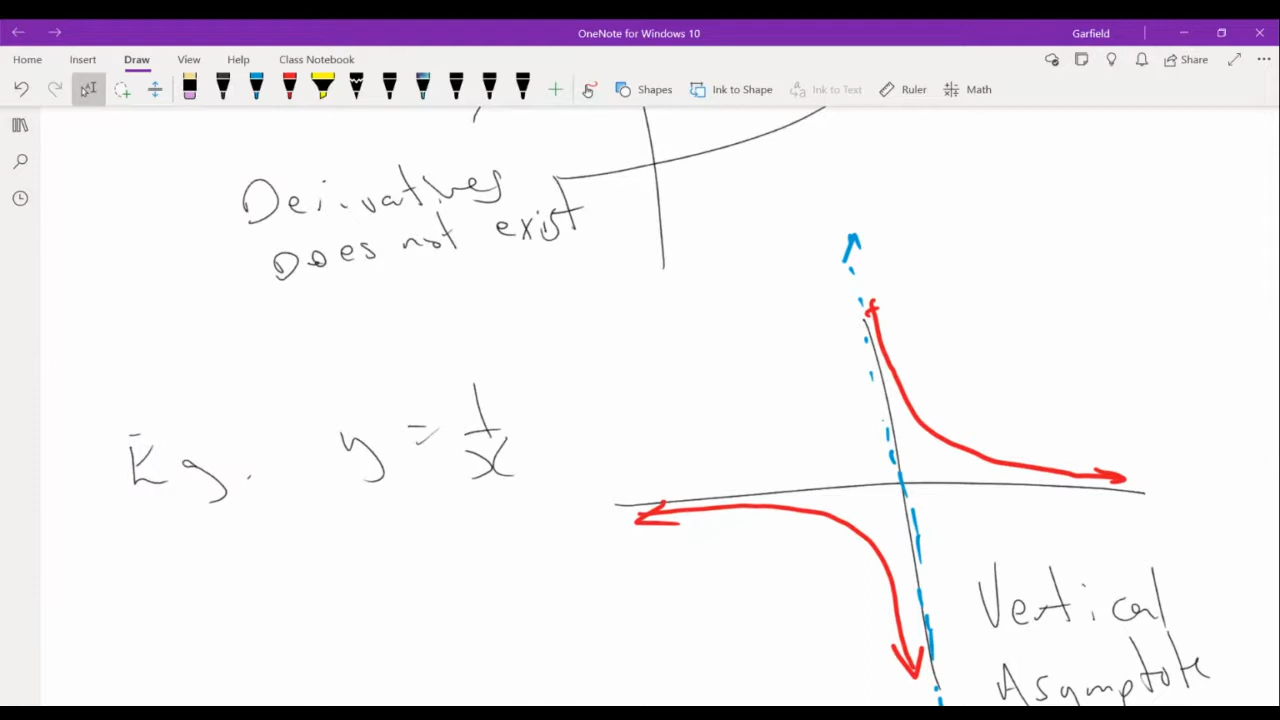 OneNote for Windows 10
Garfield
Home Insert Draw View Help Class Notebook
Share
Shapes Ink to Shape Ink to Text Ruler Math
Derivatives
Does not exist
Eg. y = 1/x
Vertical
Asymptote